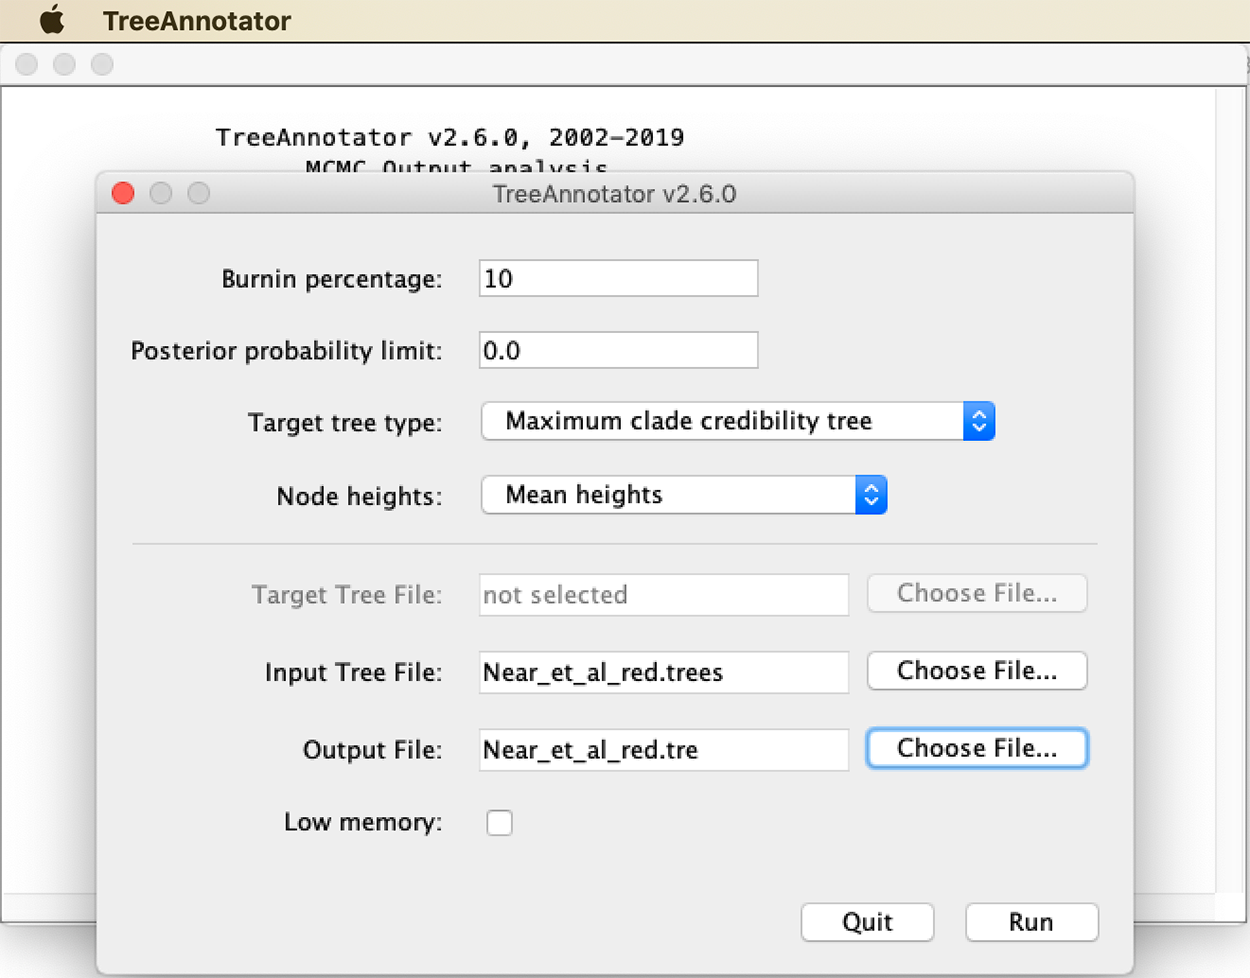 TreeAnnotator
TreeAnnotator v2.6.0, 2002-2019
MCMC Output analysis
TreeAnnotator v2.6.0
Burnin percentage: 10
Posterior probability limit: 0.0
Target tree type: Maximum clade credibility tree
Node heights: Mean heights
Target Tree File: not selected Choose File...
Input Tree File: Near_et_al_red.trees Choose File...
Output File: Near_et_al_red.tre Choose File...
Low memory:
Quit Run